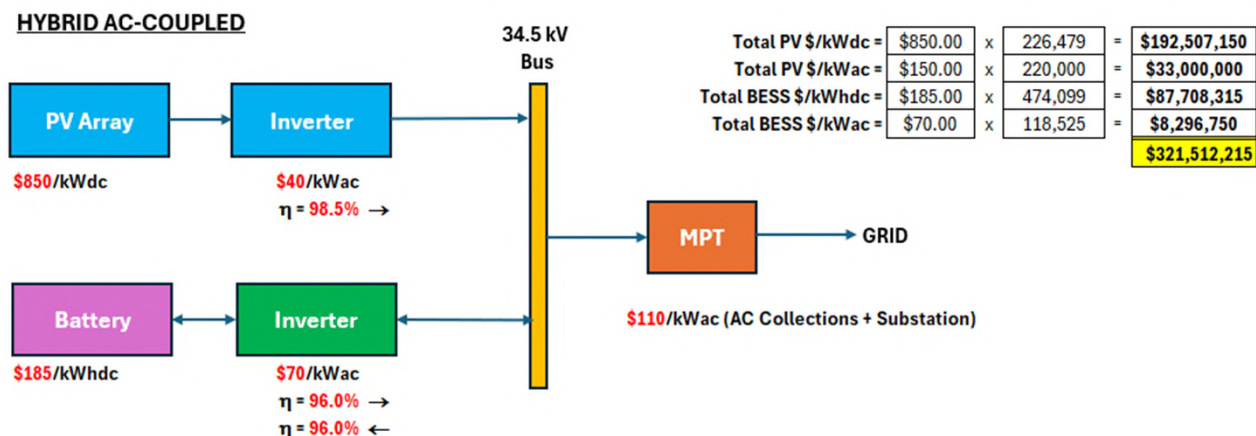 HYBRID AC-COUPLED
34.5 kV
Bus
PV Array
Inverter
$850/kWdc
$40/kWac
η = 98.5% →
Battery
Inverter
$185/kWhdc
$70/kWac
η = 96.0% →
η = 96.0% ←
MPT
GRID
$110/kWac (AC Collections + Substation)
Total PV $/kWdc = $850.00 x 226,479 = $192,507,150
Total PV $/kWac = $150.00 x 220,000 = $33,000,000
Total BESS $/kWhdc = $185.00 x 474,099 = $87,708,315
Total BESS $/kWac = $70.00 x 118,525 = $8,296,750
$321,512,215